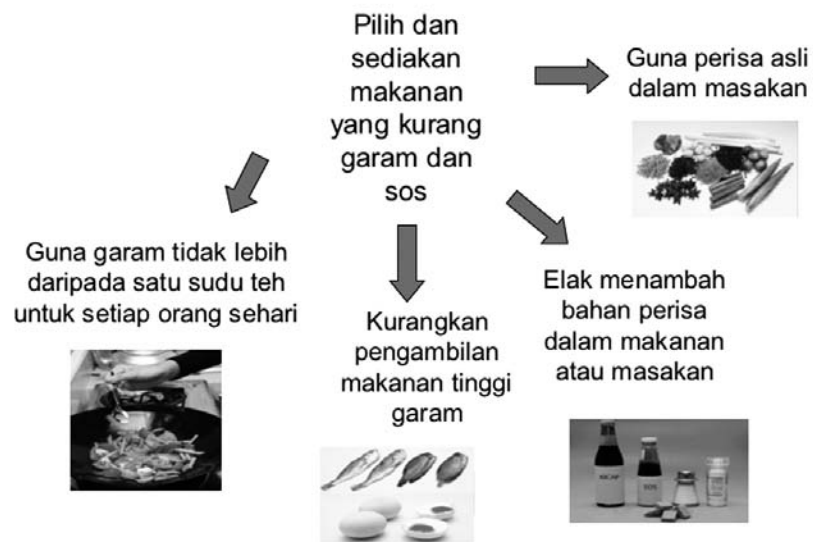 Pilih dan
sediakan
makanan
yang kurang
garam dan
sos
Guna perisa asli
dalam masakan
Guna garam tidak lebih
daripada satu sudu teh
untuk setiap orang sehari
Kurangkan
pengambilan
makanan tinggi
garam
Elak menambah
bahan perisa
dalam makanan
atau masakan
KICAP
SOS